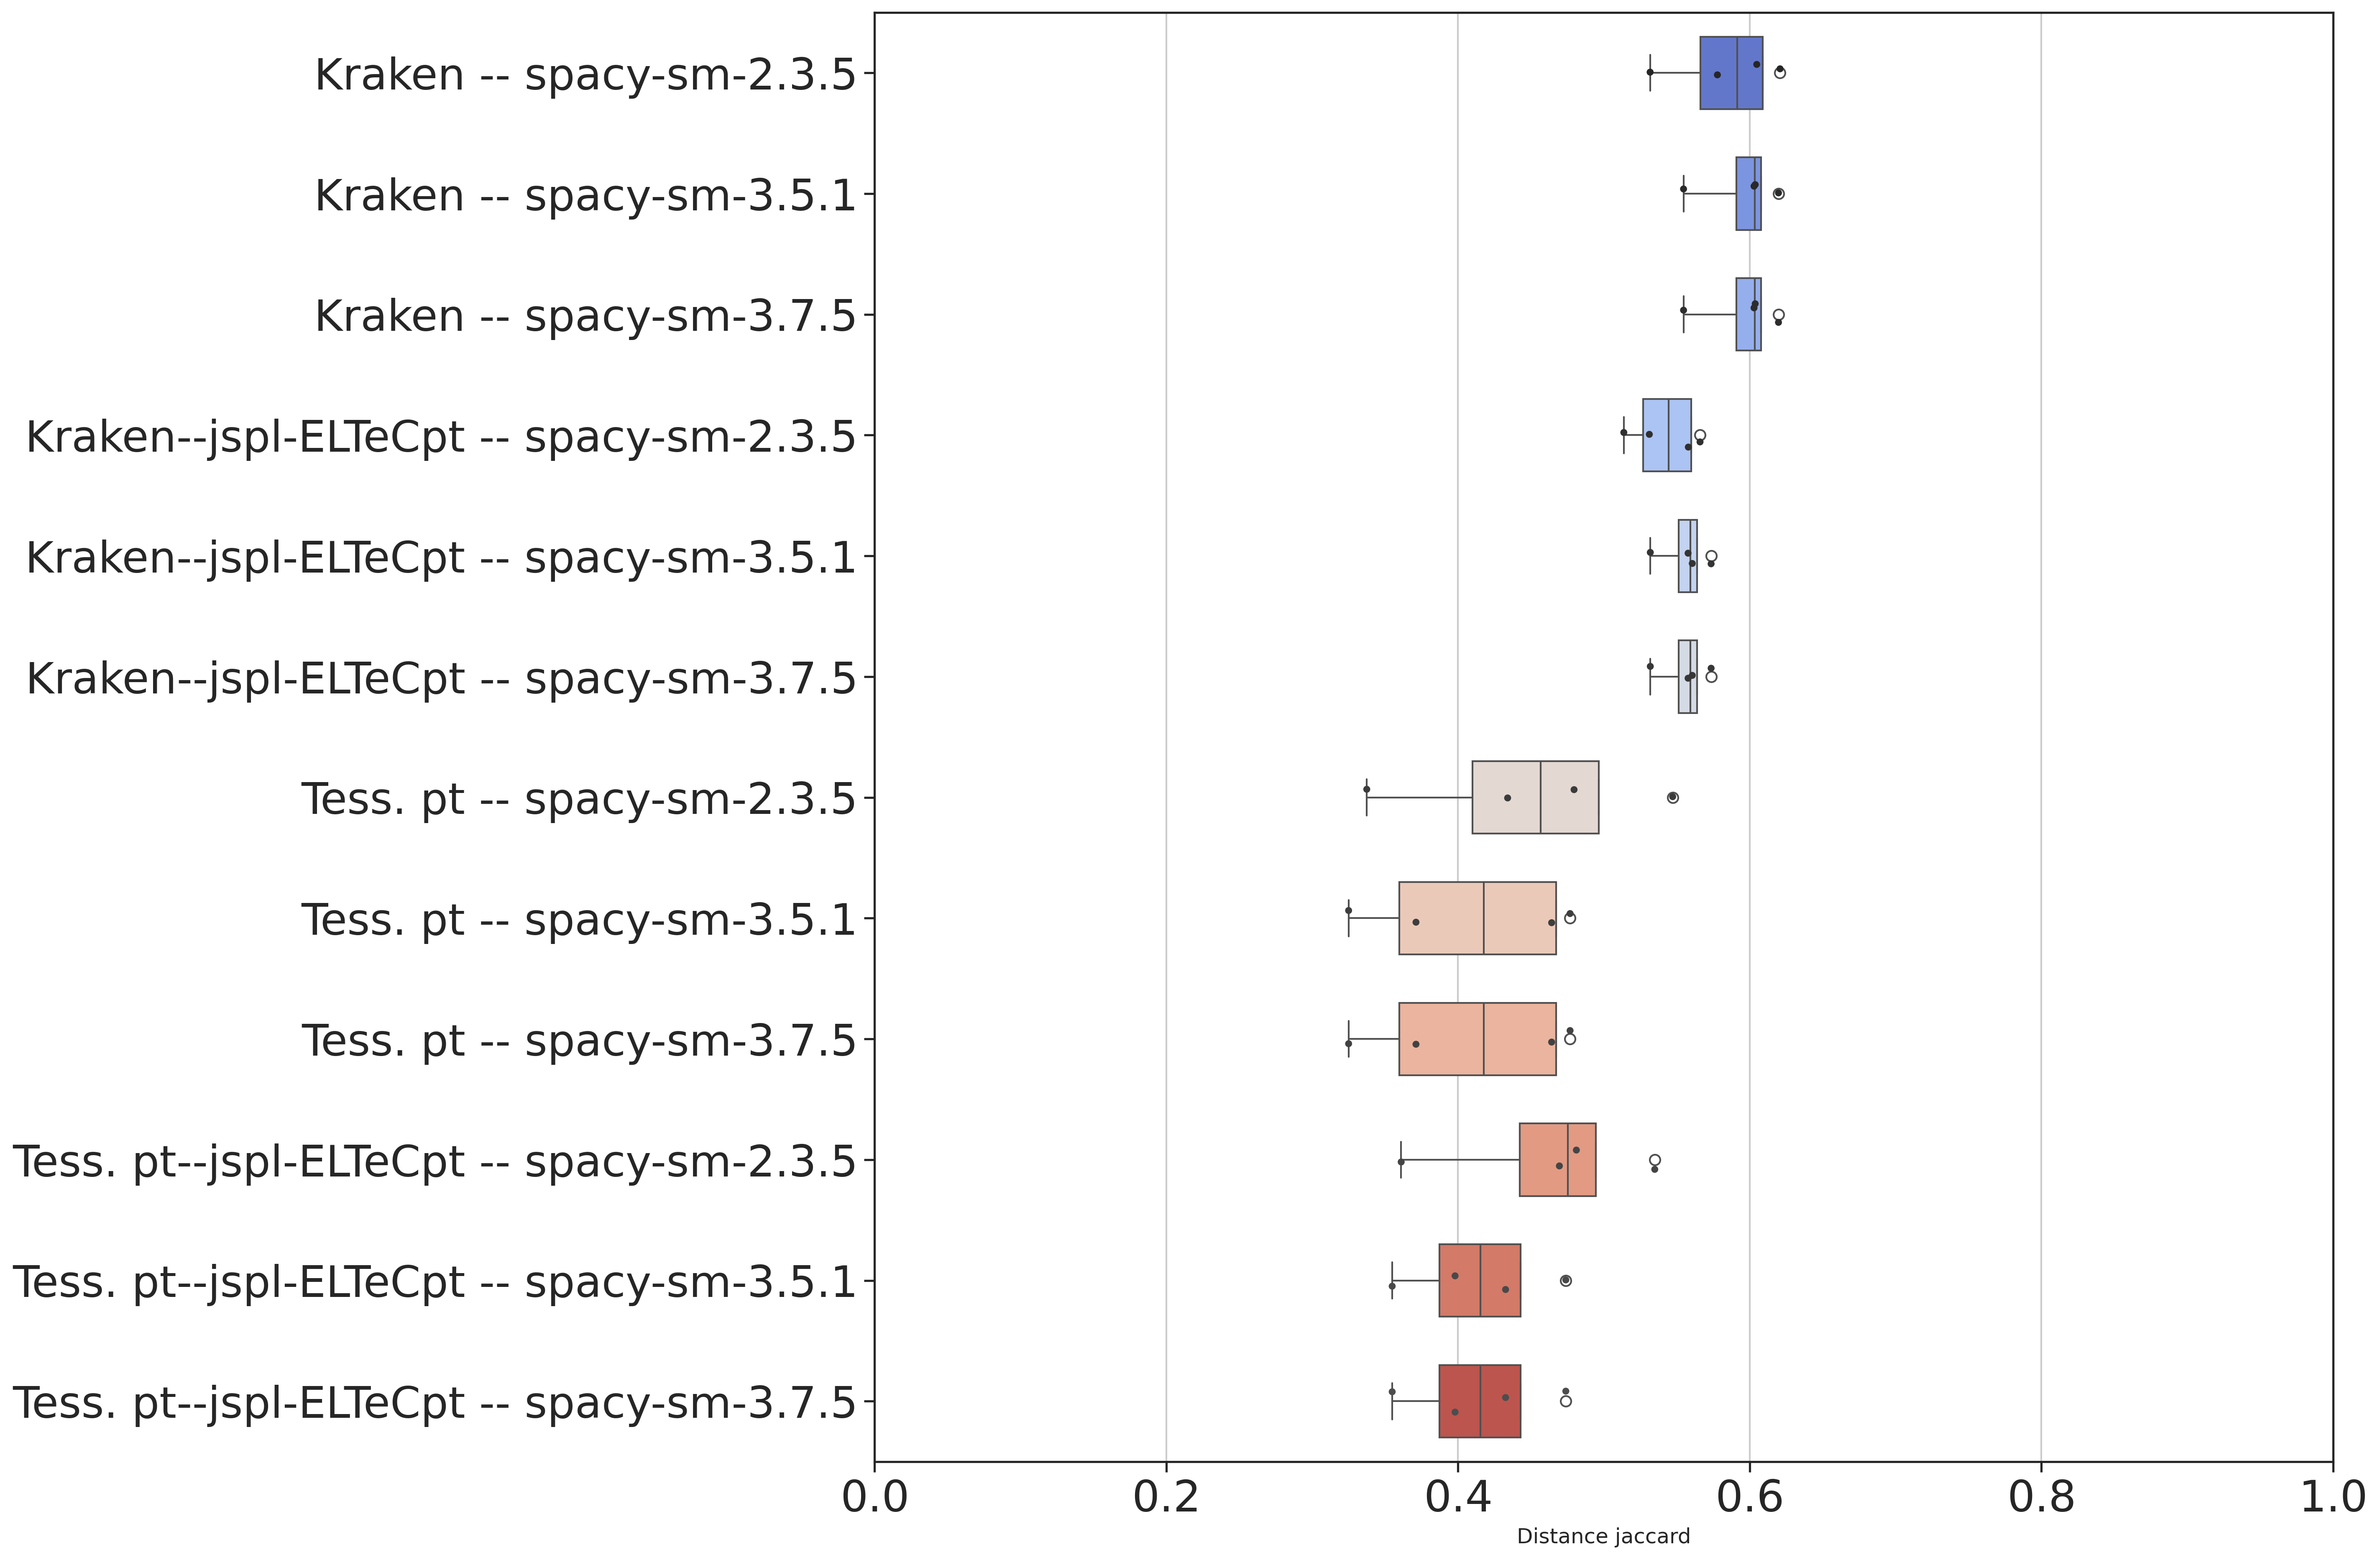 Kraken -- spacy-sm-2.3.5
Kraken -- spacy-sm-3.5.1
Kraken -- spacy-sm-3.7.5
Kraken--jspl-ELTeCpt -- spacy-sm-2.3.5
Kraken--jspl-ELTeCpt -- spacy-sm-3.5.1
Kraken--jspl-ELTeCpt -- spacy-sm-3.7.5
Tess. pt -- spacy-sm-2.3.5
Tess. pt -- spacy-sm-3.5.1
Tess. pt -- spacy-sm-3.7.5
Tess. pt--jspl-ELTeCpt -- spacy-sm-2.3.5
Tess. pt--jspl-ELTeCpt -- spacy-sm-3.5.1
Tess. pt--jspl-ELTeCpt -- spacy-sm-3.7.5
0.0 0.2 0.4 0.6 0.8 1.0
Distance jaccard